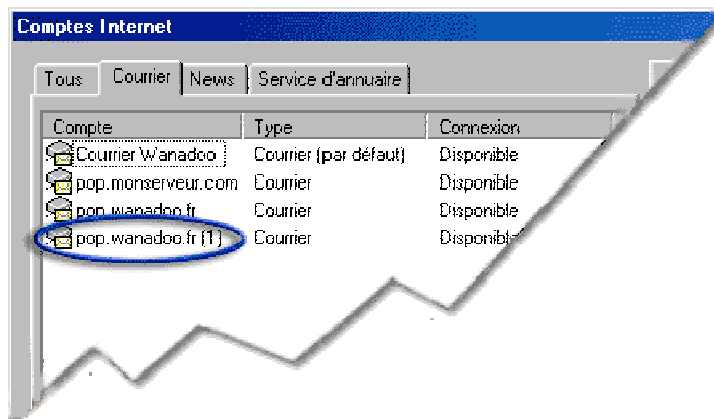 Comptes Internet
Tous Courrier News Service d'annuaire
Compte Type Connexion
Courrier Wanadoo Courrier (par défaut) Disponible
pop.monserveur.com Courrier Disponible
pop.wanadoo.fr Courrier Disponible
pop.wanadoo.fr (1) Courrier Disponible